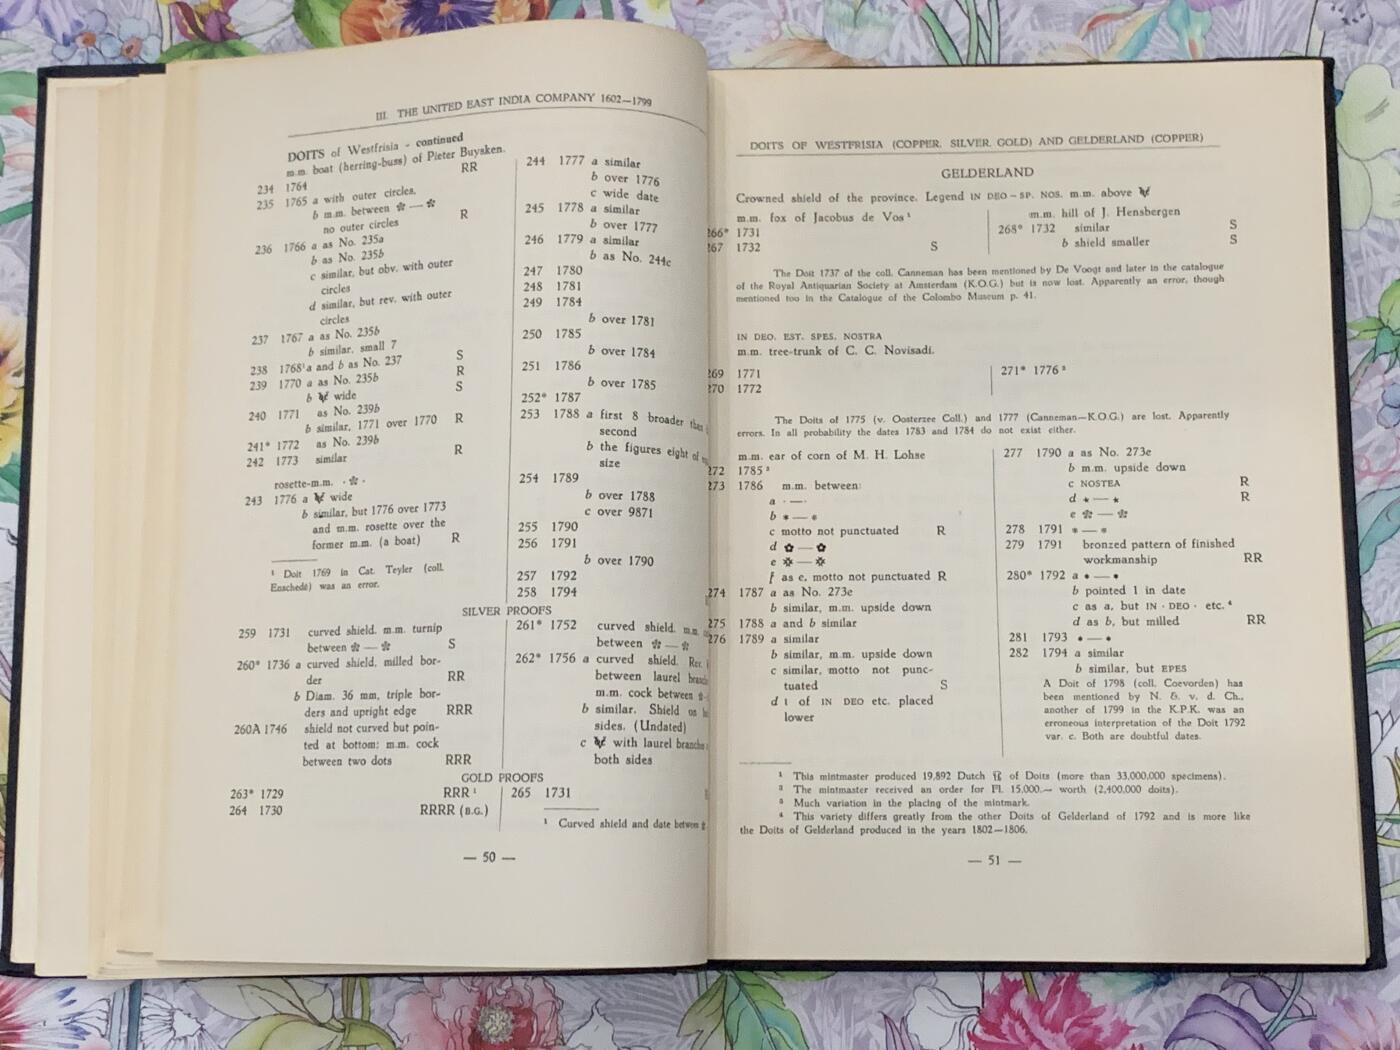 III. THE UNITED EAST INDIA COMPANY 1602—1799
DOITS of Westfrisia - continued
m.m. boat (herring-buss) of Pieter Buysken.
234 1764 RR
235 1765 a with outer circles.
b m.m. between ✿ — ✿
no outer circles R
236 1766 a as No. 235a
b as No. 235b
c similar, but obv. with outer
circles
d similar, but rev. with outer
circles
237 1767 a as No. 235b
b similar, small 7
238 1768¹ a and b as No. 237 S
239 1770 a as No. 235b R
b wide S
240 1771 as No. 239b
b similar, 1771 over 1770 R
241* 1772 as No. 239b
242 1773 similar R
rosette-m.m. · ✿ ·
243 1776 a wide
b similar, but 1776 over 1773
and m.m. rosette over the
former m.m. (a boat) R
¹ Doit 1769 in Cat. Teyler (coll.
Enschedé) was an error.
244 1777 a similar
b over 1776
c wide date
245 1778 a similar
b over 1777
246 1779 a similar
b as No. 244c
247 1780
248 1781
249 1784
b over 1781
250 1785
b over 1784
251 1786
b over 1785
252* 1787
253 1788 a first 8 broader
second
b the figures eight of
size
254 1789
b over 1788
c over 9871
255 1790
256 1791
b over 1790
257 1792
258 1794
SILVER PROOFS
259 1731 curved shield. m.m. turnip
between ✿ — ✿ S
260* 1736 a curved shield, milled bor-
der RR
b Diam. 36 mm, triple bor-
ders and upright edge RRR
260A 1746 shield not curved but poin-
ted at bottom; m.m. cock
between two dots RRR
261* 1752 curved shield. m.m.
between ✿ — ✿
262* 1756 a curved shield. Rev.
between laurel
m.m. cock between ✿
b similar. Shield on
sides. (Undated)
c with laurel branches
both sides
GOLD PROOFS
263* 1729 RRR ¹
264 1730 RRRR (B.G.)
265 1731
¹ Curved shield and date between
— 50 —
DOITS OF WESTFRISIA (COPPER, SILVER, GOLD) AND GELDERLAND (COPPER)
GELDERLAND
Crowned shield of the province. Legend IN DEO – SP. NOS. m.m. above
m.m. fox of Jacobus de Vos ¹
266* 1731
267 1732 S
m.m. hill of J. Hensbergen
268* 1732 similar S
b shield smaller S
The Doit 1737 of the coll. Canneman has been mentioned by De Voogt and later in the catalogue
of the Royal Antiquarian Society at Amsterdam (K.O.G.) but is now lost. Apparently an error, though
mentioned too in the Catalogue of the Colombo Museum p. 41.
IN DEO. EST. SPES. NOSTRA
m.m. tree-trunk of C. C. Novisadi.
269 1771
270 1772
271* 1776 ²
The Doits of 1775 (v. Oosterzee Coll.) and 1777 (Canneman—K.O.G.) are lost. Apparently
errors. In all probability the dates 1783 and 1784 do not exist either.
m.m. ear of corn of M. H. Lohse
272 1785 ³
273 1786 m.m. between:
a · — ·
b * — *
c motto not punctuated R
d ✿ — ✿
e ✼ — ✼
f as e, motto not punctuated R
274 1787 a as No. 273e
b similar, m.m. upside down
275 1788 a and b similar
276 1789 a similar
b similar, m.m. upside down
c similar, motto not punc-
tuated S
d I of IN DEO etc. placed
lower
277 1790 a as No. 273e
b m.m. upside down
c NOSTEA R
d ⋆ — ⋆ R
e ✿ — ✿
278 1791 * — *
279 1791 bronzed pattern of finished
workmanship RR
280* 1792 a • — •
b pointed 1 in date
c as a, but IN · DEO · etc. ⁴
d as b, but milled RR
281 1793 • — •
282 1794 a similar
b similar, but EPES
A Doit of 1798 (coll. Coevorden) has
been mentioned by N. & v. d. Ch.,
another of 1799 in the K.P.K. was an
erroneous interpretation of the Doit 1792
var. c. Both are doubtful dates.
¹ This mintmaster produced 19,892 Dutch ℔ of Doits (more than 33,000,000 specimens).
² The mintmaster received an order for Fl. 15,000.— worth (2,400,000 doits).
³ Much variation in the placing of the mintmark.
⁴ This variety differs greatly from the other Doits of Gelderland of 1792 and is more like
the Doits of Gelderland produced in the years 1802—1806.
— 51 —